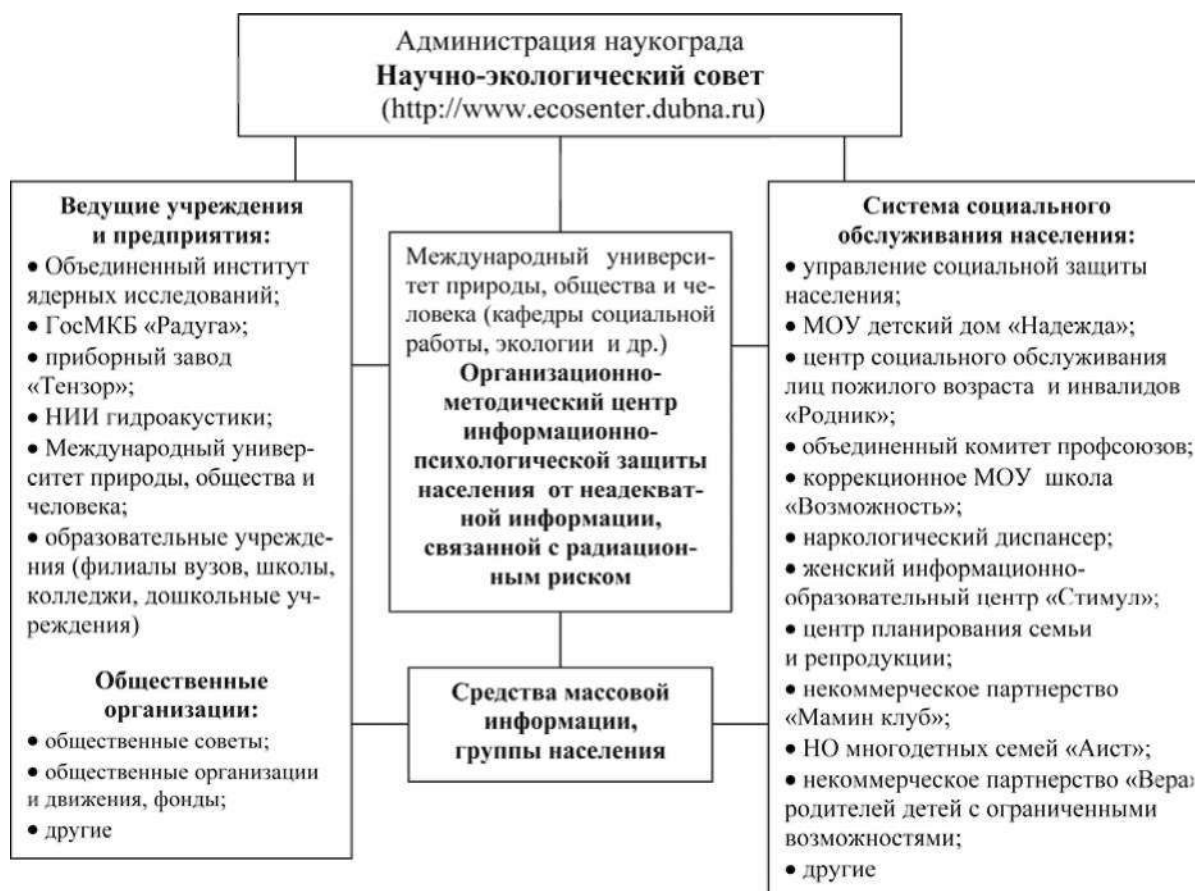 Администрация наукограда
Научно-экологический совет
(http://www.ecosenter.dubna.ru)
Ведущие учреждения
и предприятия:
• Объединенный институт
ядерных исследований;
• ГосМКБ «Радуга»;
• приборный завод
«Тензор»;
• НИИ гидроакустики;
• Международный универ-
ситет природы, общества и
человека;
• образовательные учрежде-
ния (филиалы вузов, школы,
колледжи, дошкольные уч-
реждения)
Общественные
организации:
• общественные советы;
• общественные организации
и движения, фонды;
• другие
Международный универси-
тет природы, общества и че-
ловека (кафедры социальной
работы, экологии и др.)
Организационно-
методический центр
информационно-
психологической защиты
населения от неадекват-
ной информации,
связанной с радиацион-
ным риском
Средства массовой
информации,
группы населения
Система социального
обслуживания населения:
• управление социальной защиты
населения;
• МОУ детский дом «Надежда»;
• центр социального обслуживания
лиц пожилого возраста и инвалидов
«Родник»;
• объединенный комитет профсоюзов;
• коррекционное МОУ школа
«Возможность»;
• наркологический диспансер;
• женский информационно-
образовательный центр «Стимул»;
• центр планирования семьи
и репродукции;
• некоммерческое партнерство
«Мамин клуб»;
• НО многодетных семей «Аист»;
• некоммерческое партнерство «Вера»
родителей детей с ограниченными
возможностями;
• другие